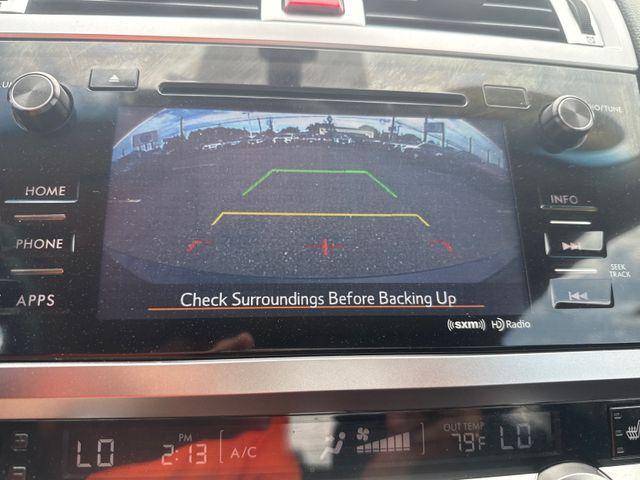 HOME
PHONE
APPS
INFO
SEEK
TRACK
Check Surroundings Before Backing Up
((sxm)) HD Radio
LO
PM
2:13
A/C
OUT TEMP
79°F
LO